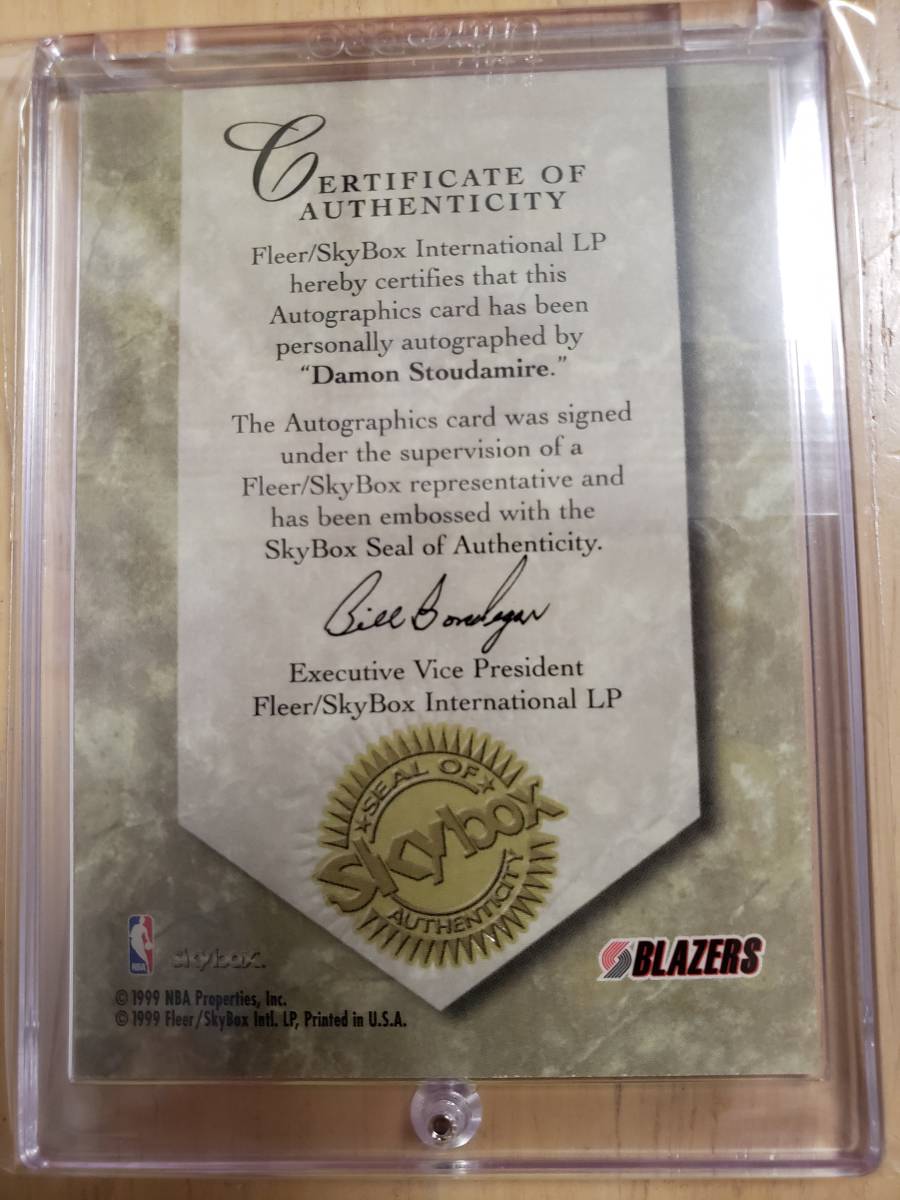 CERTIFICATE OF
AUTHENTICITY
Fleer/SkyBox International LP
hereby certifies that this
Autographics card has been
personally autographed by
“Damon Stoudamire.”
The Autographics card was signed
under the supervision of a
Fleer/SkyBox representative and
has been embossed with the
SkyBox Seal of Authenticity.
Executive Vice President
Fleer/SkyBox International LP
★SEAL OF★
Skybox
AUTHENTICITY
NBA
skybox.
BLAZERS
© 1999 NBA Properties, Inc.
© 1999 Fleer/SkyBox Intl. LP, Printed in U.S.A.